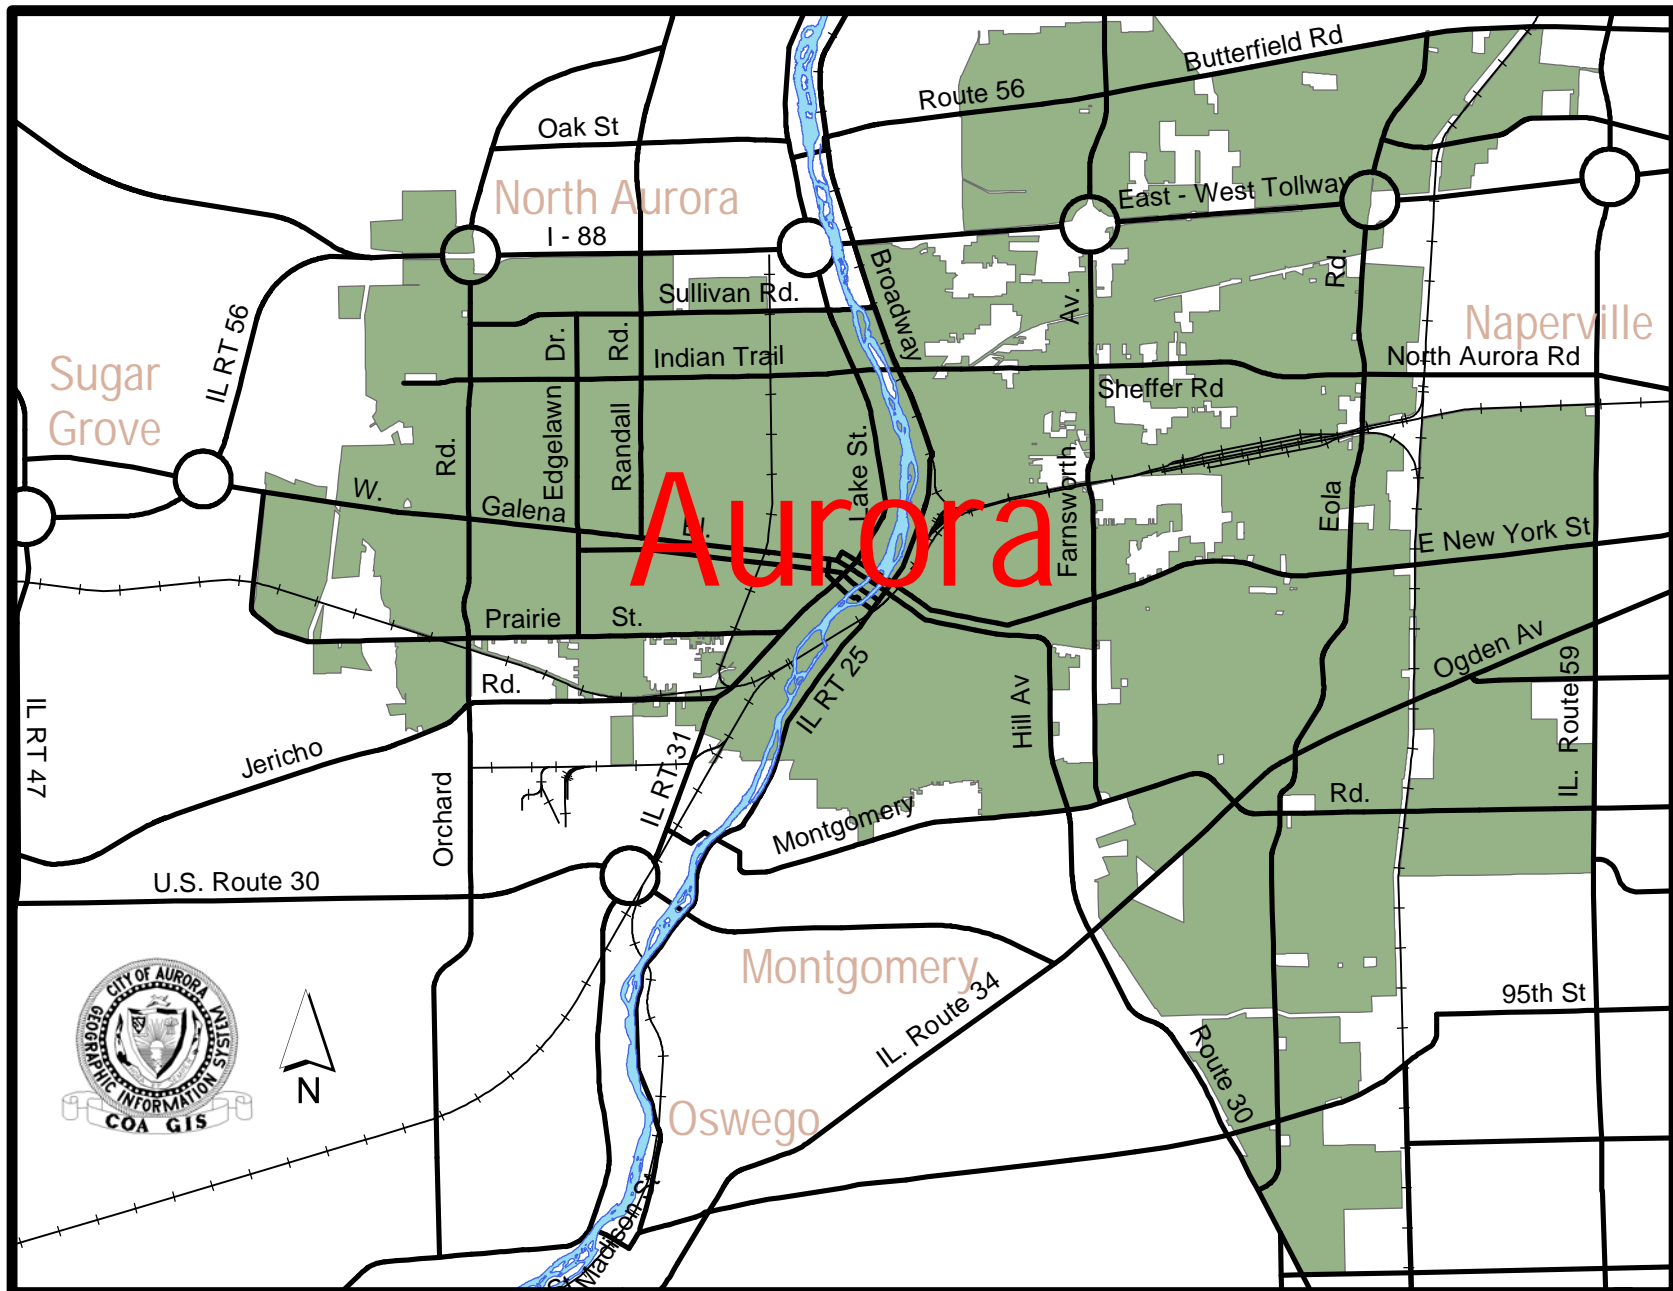 Butterfield Rd
Route 56
Oak St
North Aurora
East - West Tollway
I - 88
Broadway
Sullivan Rd.
Rd.
Av.
IL RT 56
Naperville
Dr.
Rd.
Indian Trail
North Aurora Rd
Sugar
Grove
Sheffer Rd
Rd.
Edgelawn
Randall
Lake St.
Farnsworth
W.
Galena
Bl.
Aurora
Eola
E New York St
Prairie
St.
Ogden Av
Rd.
IL RT 25
Hill Av
IL. Route 59
IL RT 47
Jericho
IL RT 31
Orchard
Montgomery
Rd.
U.S. Route 30
Montgomery
IL. Route 34
95th St
CITY OF AURORA
GEOGRAPHIC INFORMATION SYSTEM
COA GIS
N
Route 30
Oswego
St Madison St